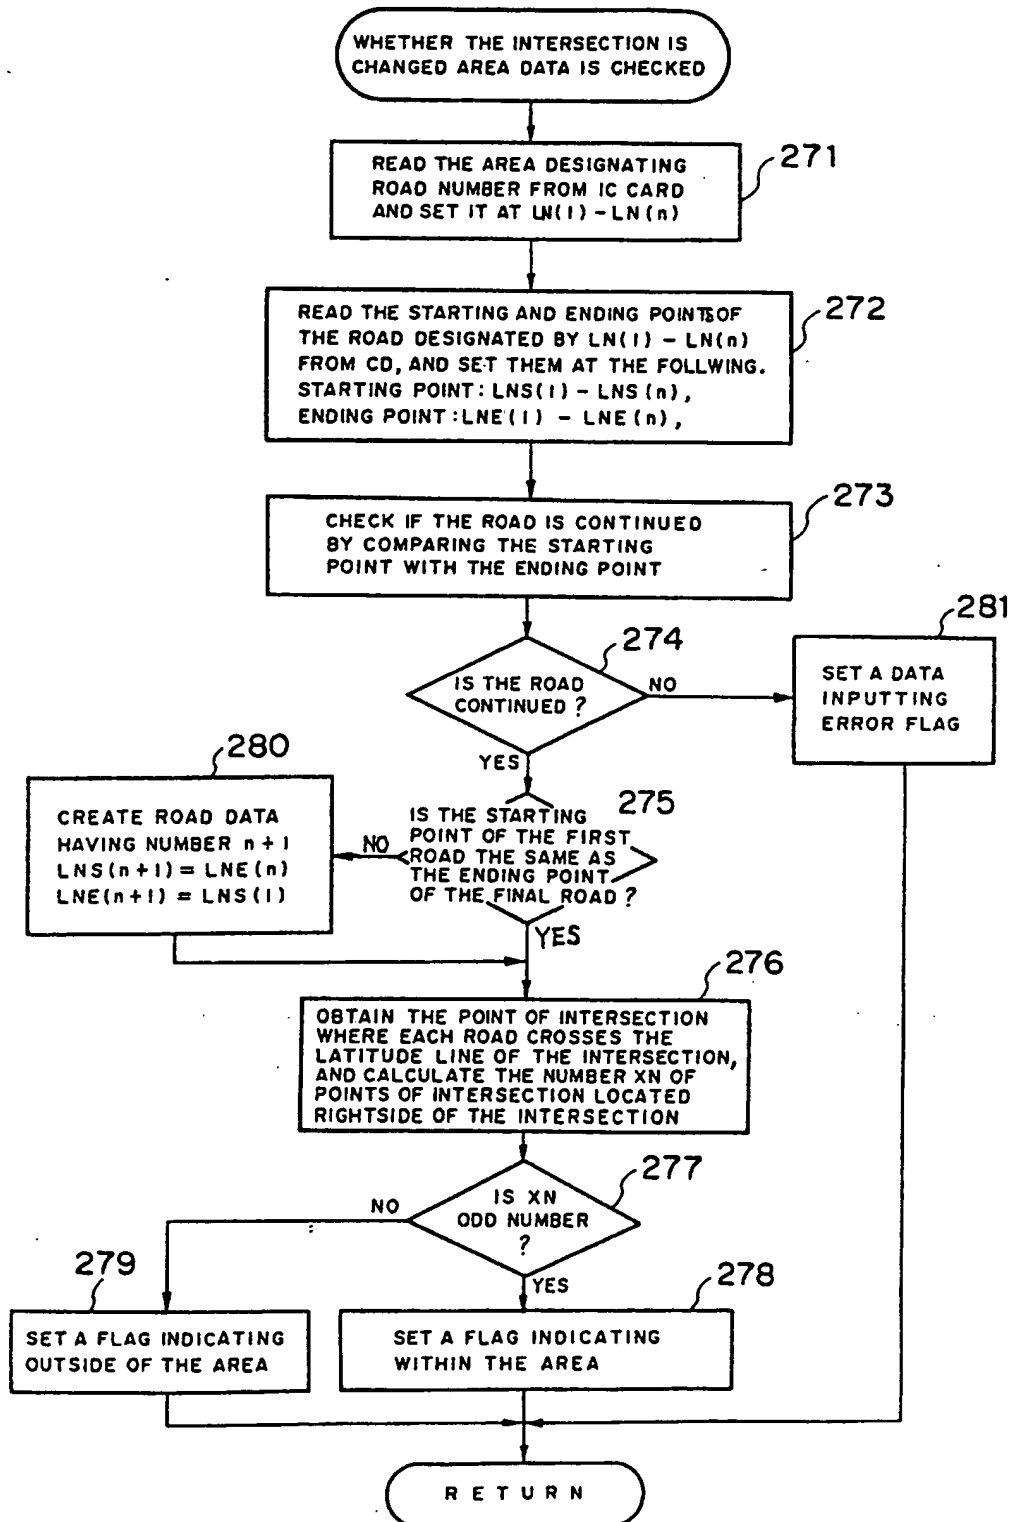 WHETHER THE INTERSECTION IS
CHANGED AREA DATA IS CHECKED
271
READ THE AREA DESIGNATING
ROAD NUMBER FROM IC CARD
AND SET IT AT LN(1) - LN(n)
272
READ THE STARTING AND ENDING POINTS OF
THE ROAD DESIGNATED BY LN(1) - LN(n)
FROM CD, AND SET THEM AT THE FOLLWING.
STARTING POINT: LNS(1) - LNS(n),
ENDING POINT: LNE(1) - LNE(n),
273
CHECK IF THE ROAD IS CONTINUED
BY COMPARING THE STARTING
POINT WITH THE ENDING POINT
274
IS THE ROAD
CONTINUED ?
NO
YES
281
SET A DATA
INPUTTING
ERROR FLAG
280
CREATE ROAD DATA
HAVING NUMBER n+1
LNS(n+1) = LNE(n)
LNE(n+1) = LNS(1)
275
IS THE STARTING
POINT OF THE FIRST
ROAD THE SAME AS
THE ENDING POINT
OF THE FINAL ROAD ?
NO
YES
276
OBTAIN THE POINT OF INTERSECTION
WHERE EACH ROAD CROSSES THE
LATITUDE LINE OF THE INTERSECTION,
AND CALCULATE THE NUMBER XN OF
POINTS OF INTERSECTION LOCATED
RIGHTSIDE OF THE INTERSECTION
277
IS XN
ODD NUMBER
?
NO
YES
279
SET A FLAG INDICATING
OUTSIDE OF THE AREA
278
SET A FLAG INDICATING
WITHIN THE AREA
RETURN